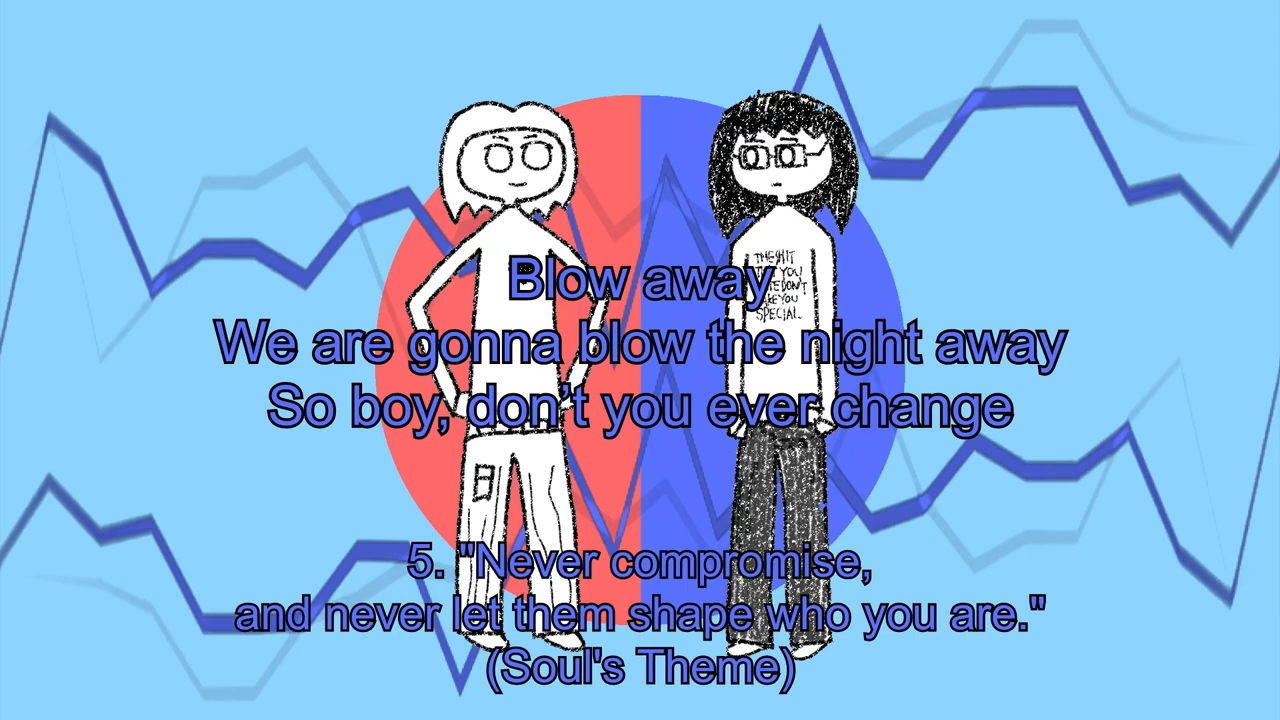 THE SHIT
YOU
DON'T
YOU
SPECIAL
Blow away
We are gonna blow the night away
So boy, don't you ever change
5. "Never compromise,
and never let them shape who you are."
(Soul's Theme)